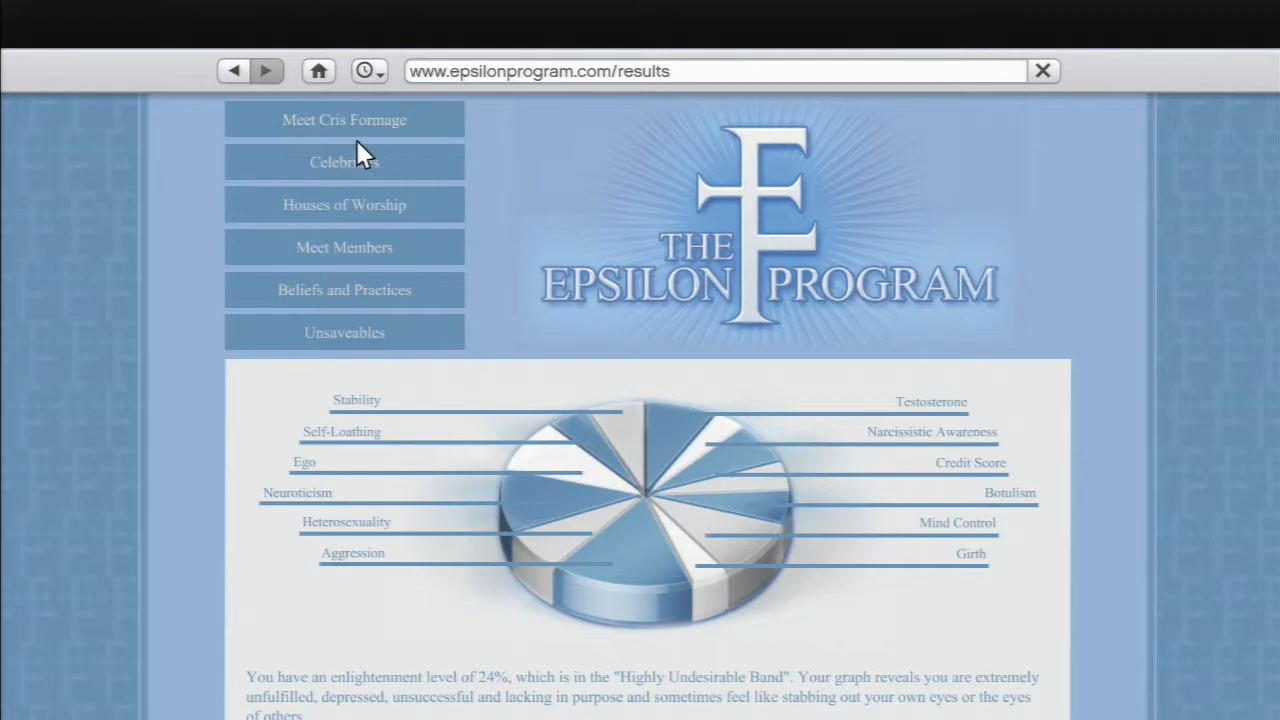 www.epsilonprogram.com/results
Meet Cris Formage
Houses of Worship
Meet Members
Beliefs and Practices
Unsaveables
THE
EPSILON PROGRAM
Stability
Self-Loathing
Ego
Neuroticism
Heterosexuality
Aggression
Testosterone
Narcissistic Awareness
Credit Score
Botulism
Mind Control
Girth
You have an enlightenment level of 24%, which is in the "Highly Undesirable Band". Your graph reveals you are extremely
unfulfilled, depressed, unsuccessful and lacking in purpose and sometimes feel like stabbing out your own eyes or the eyes
of others